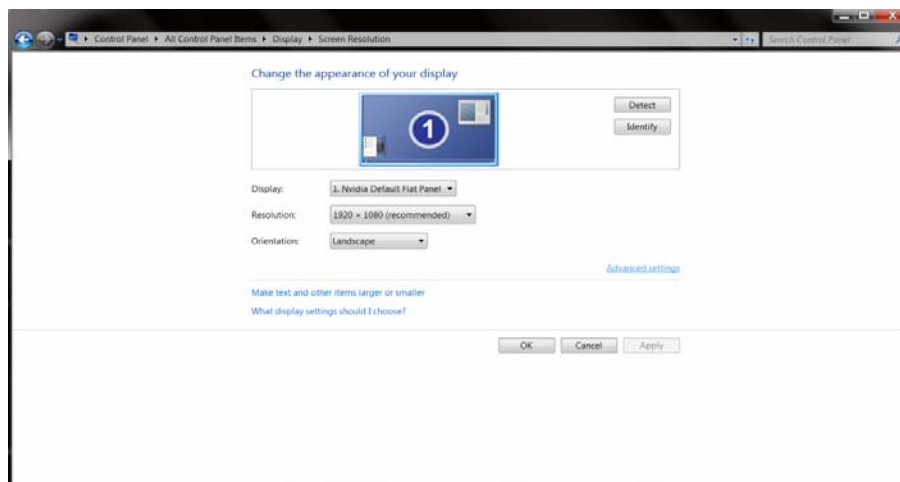 Control Panel ▸ All Control Panel Items ▸ Display ▸ Screen Resolution
Search Control Panel
Change the appearance of your display
1
Detect
Identify
Display: 1. Nvidia Default Flat Panel
Resolution: 1920 × 1080 (recommended)
Orientation: Landscape
Advanced settings
Make text and other items larger or smaller
What display settings should I choose?
OK Cancel Apply